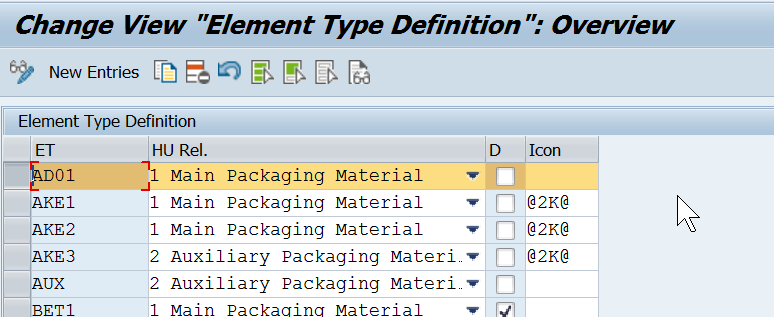 Change View "Element Type Definition": Overview
New Entries
Element Type Definition
ET HU Rel. D Icon
AD01 1 Main Packaging Material
AKE1 1 Main Packaging Material @2K@
AKE2 1 Main Packaging Material @2K@
AKE3 2 Auxiliary Packaging Materi… @2K@
AUX 2 Auxiliary Packaging Materi…
BET1 1 Main Packaging Material